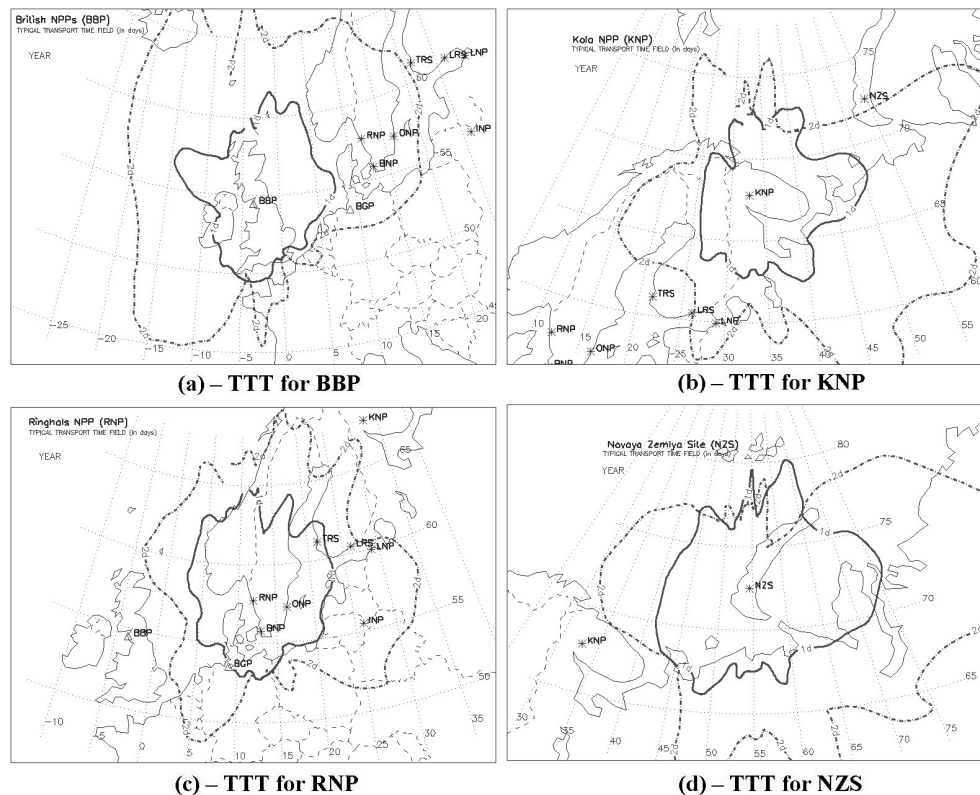 British NPPs (BBP)
TYPICAL TRANSPORT TIME FIELD (in days)
YEAR
TRS
LRS
LNP
60
INP
RNP
ONP
BNP
55
BBP
BGP
50
-25
-20
-15
-10
-5
0
5
10
15
20
2d
1d
(a) – TTT for BBP
Kola NPP (KNP)
TYPICAL TRANSPORT TIME FIELD (in days)
YEAR
75
NZS
70
KNP
65
60
TRS
LRS
LNP
RNP
ONP
10
15
20
25
30
35
40
45
50
55
2d
1d
(b) – TTT for KNP
Ringhals NPP (RNP)
TYPICAL TRANSPORT TIME FIELD (in days)
YEAR
KNP
65
60
TRS
LRS
LNP
55
RNP
ONP
BNP
INP
BBP
BGP
50
-10
-5
0
5
10
15
20
25
30
35
2d
1d
(c) – TTT for RNP
Novaya Zemlya Site (NZS)
TYPICAL TRANSPORT TIME FIELD (in days)
YEAR
80
75
NZS
70
KNP
65
30
35
40
45
50
55
60
65
70
75
2d
1d
(d) – TTT for NZS